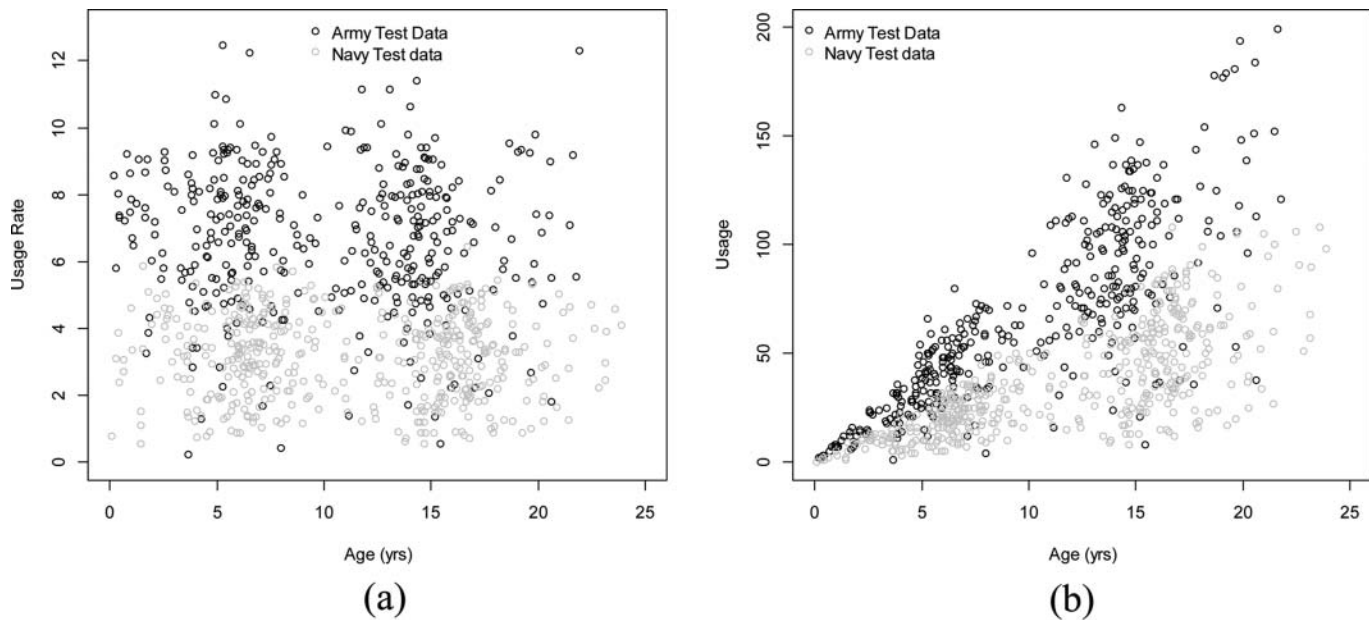 Army Test Data
Navy Test data
Usage Rate
12
10
8
6
4
2
0
0 5 10 15 20 25
Age (yrs)
(a)
Army Test Data
Navy Test data
Usage
200
150
100
50
0
0 5 10 15 20 25
Age (yrs)
(b)